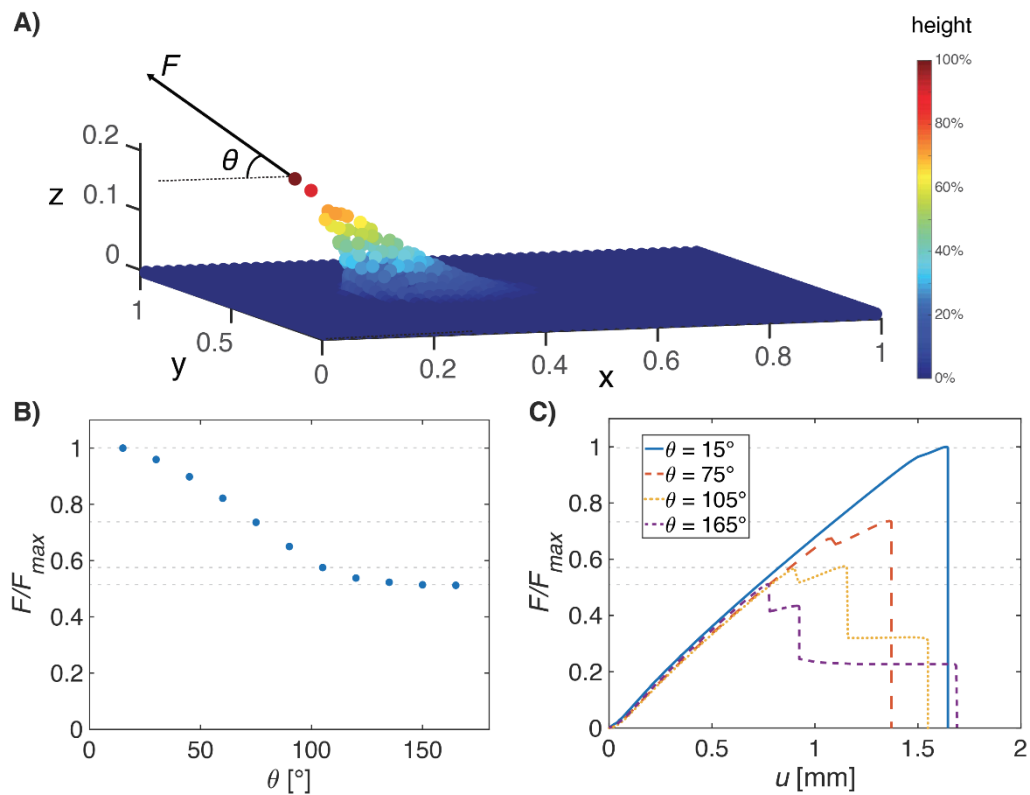 A)
height
F
θ
100%
80%
60%
40%
20%
0%
0.2
0.1
0
z
1
0.5
y
0
0.2
0.4
0.6
0.8
1
x
B)
1
0.8
0.6
0.4
0.2
0
F/F_max
0
50
100
150
θ [°]
C)
1
0.8
0.6
0.4
0.2
0
F/F_max
θ = 15°
θ = 75°
θ = 105°
θ = 165°
0
0.5
1
1.5
2
u [mm]